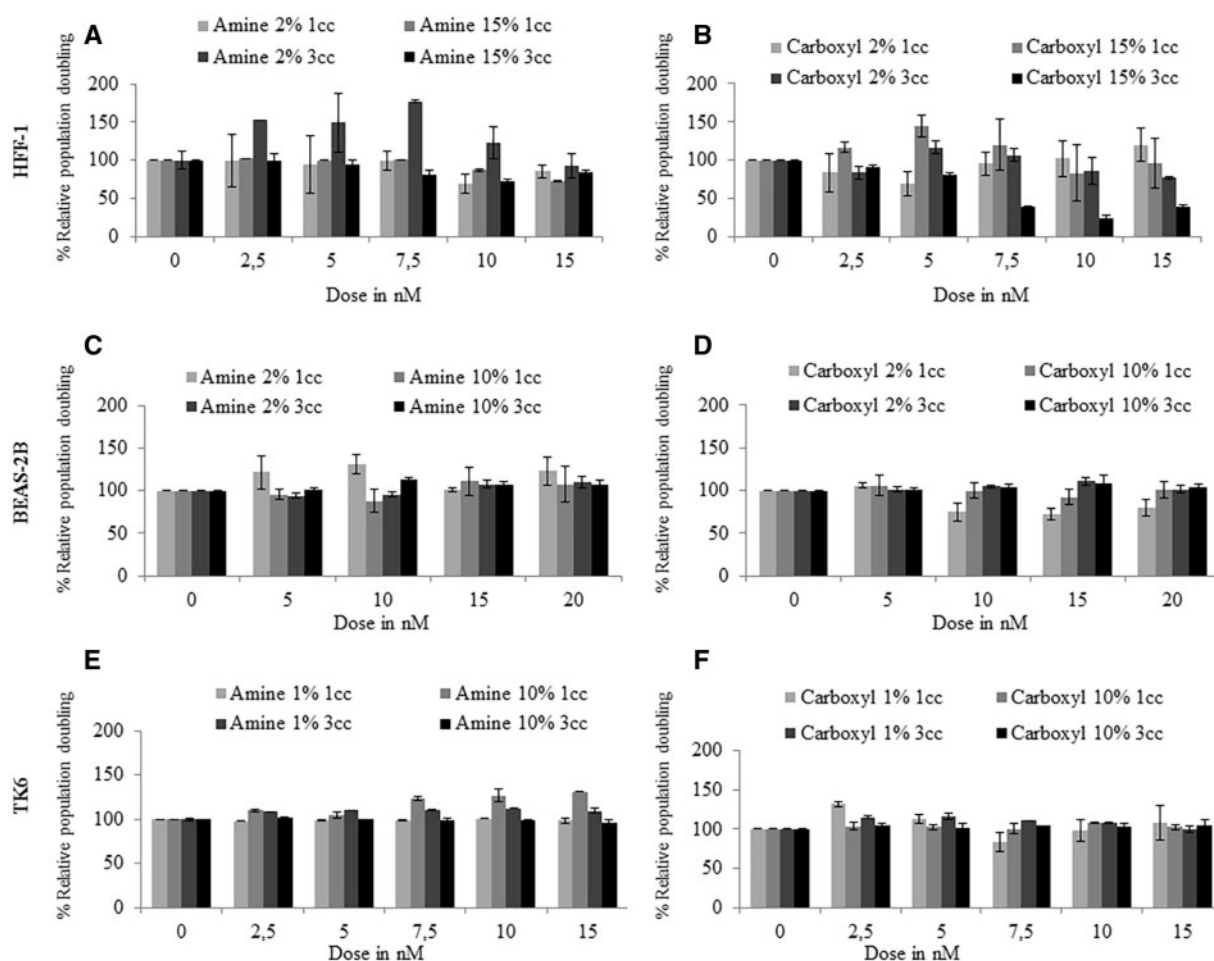 A
Amine 2% 1cc
Amine 15% 1cc
Amine 2% 3cc
Amine 15% 3cc
HFF-1
% Relative population doubling
200
150
100
50
0
0 2,5 5 7,5 10 15
Dose in nM
B
Carboxyl 2% 1cc
Carboxyl 15% 1cc
Carboxyl 2% 3cc
Carboxyl 15% 3cc
% Relative population doubling
200
150
100
50
0
0 2,5 5 7,5 10 15
Dose in nM
C
Amine 2% 1cc
Amine 10% 1cc
Amine 2% 3cc
Amine 10% 3cc
BEAS-2B
% Relative population doubling
200
150
100
50
0
0 5 10 15 20
Dose in nM
D
Carboxyl 2% 1cc
Carboxyl 10% 1cc
Carboxyl 2% 3cc
Carboxyl 10% 3cc
% Relative population doubling
200
150
100
50
0
0 5 10 15 20
Dose in nM
E
Amine 1% 1cc
Amine 10% 1cc
Amine 1% 3cc
Amine 10% 3cc
TK6
% Relative population doubling
200
150
100
50
0
0 2,5 5 7,5 10 15
Dose in nM
F
Carboxyl 1% 1cc
Carboxyl 10% 1cc
Carboxyl 1% 3cc
Carboxyl 10% 3cc
% Relative population doubling
200
150
100
50
0
0 2,5 5 7,5 10 15
Dose in nM